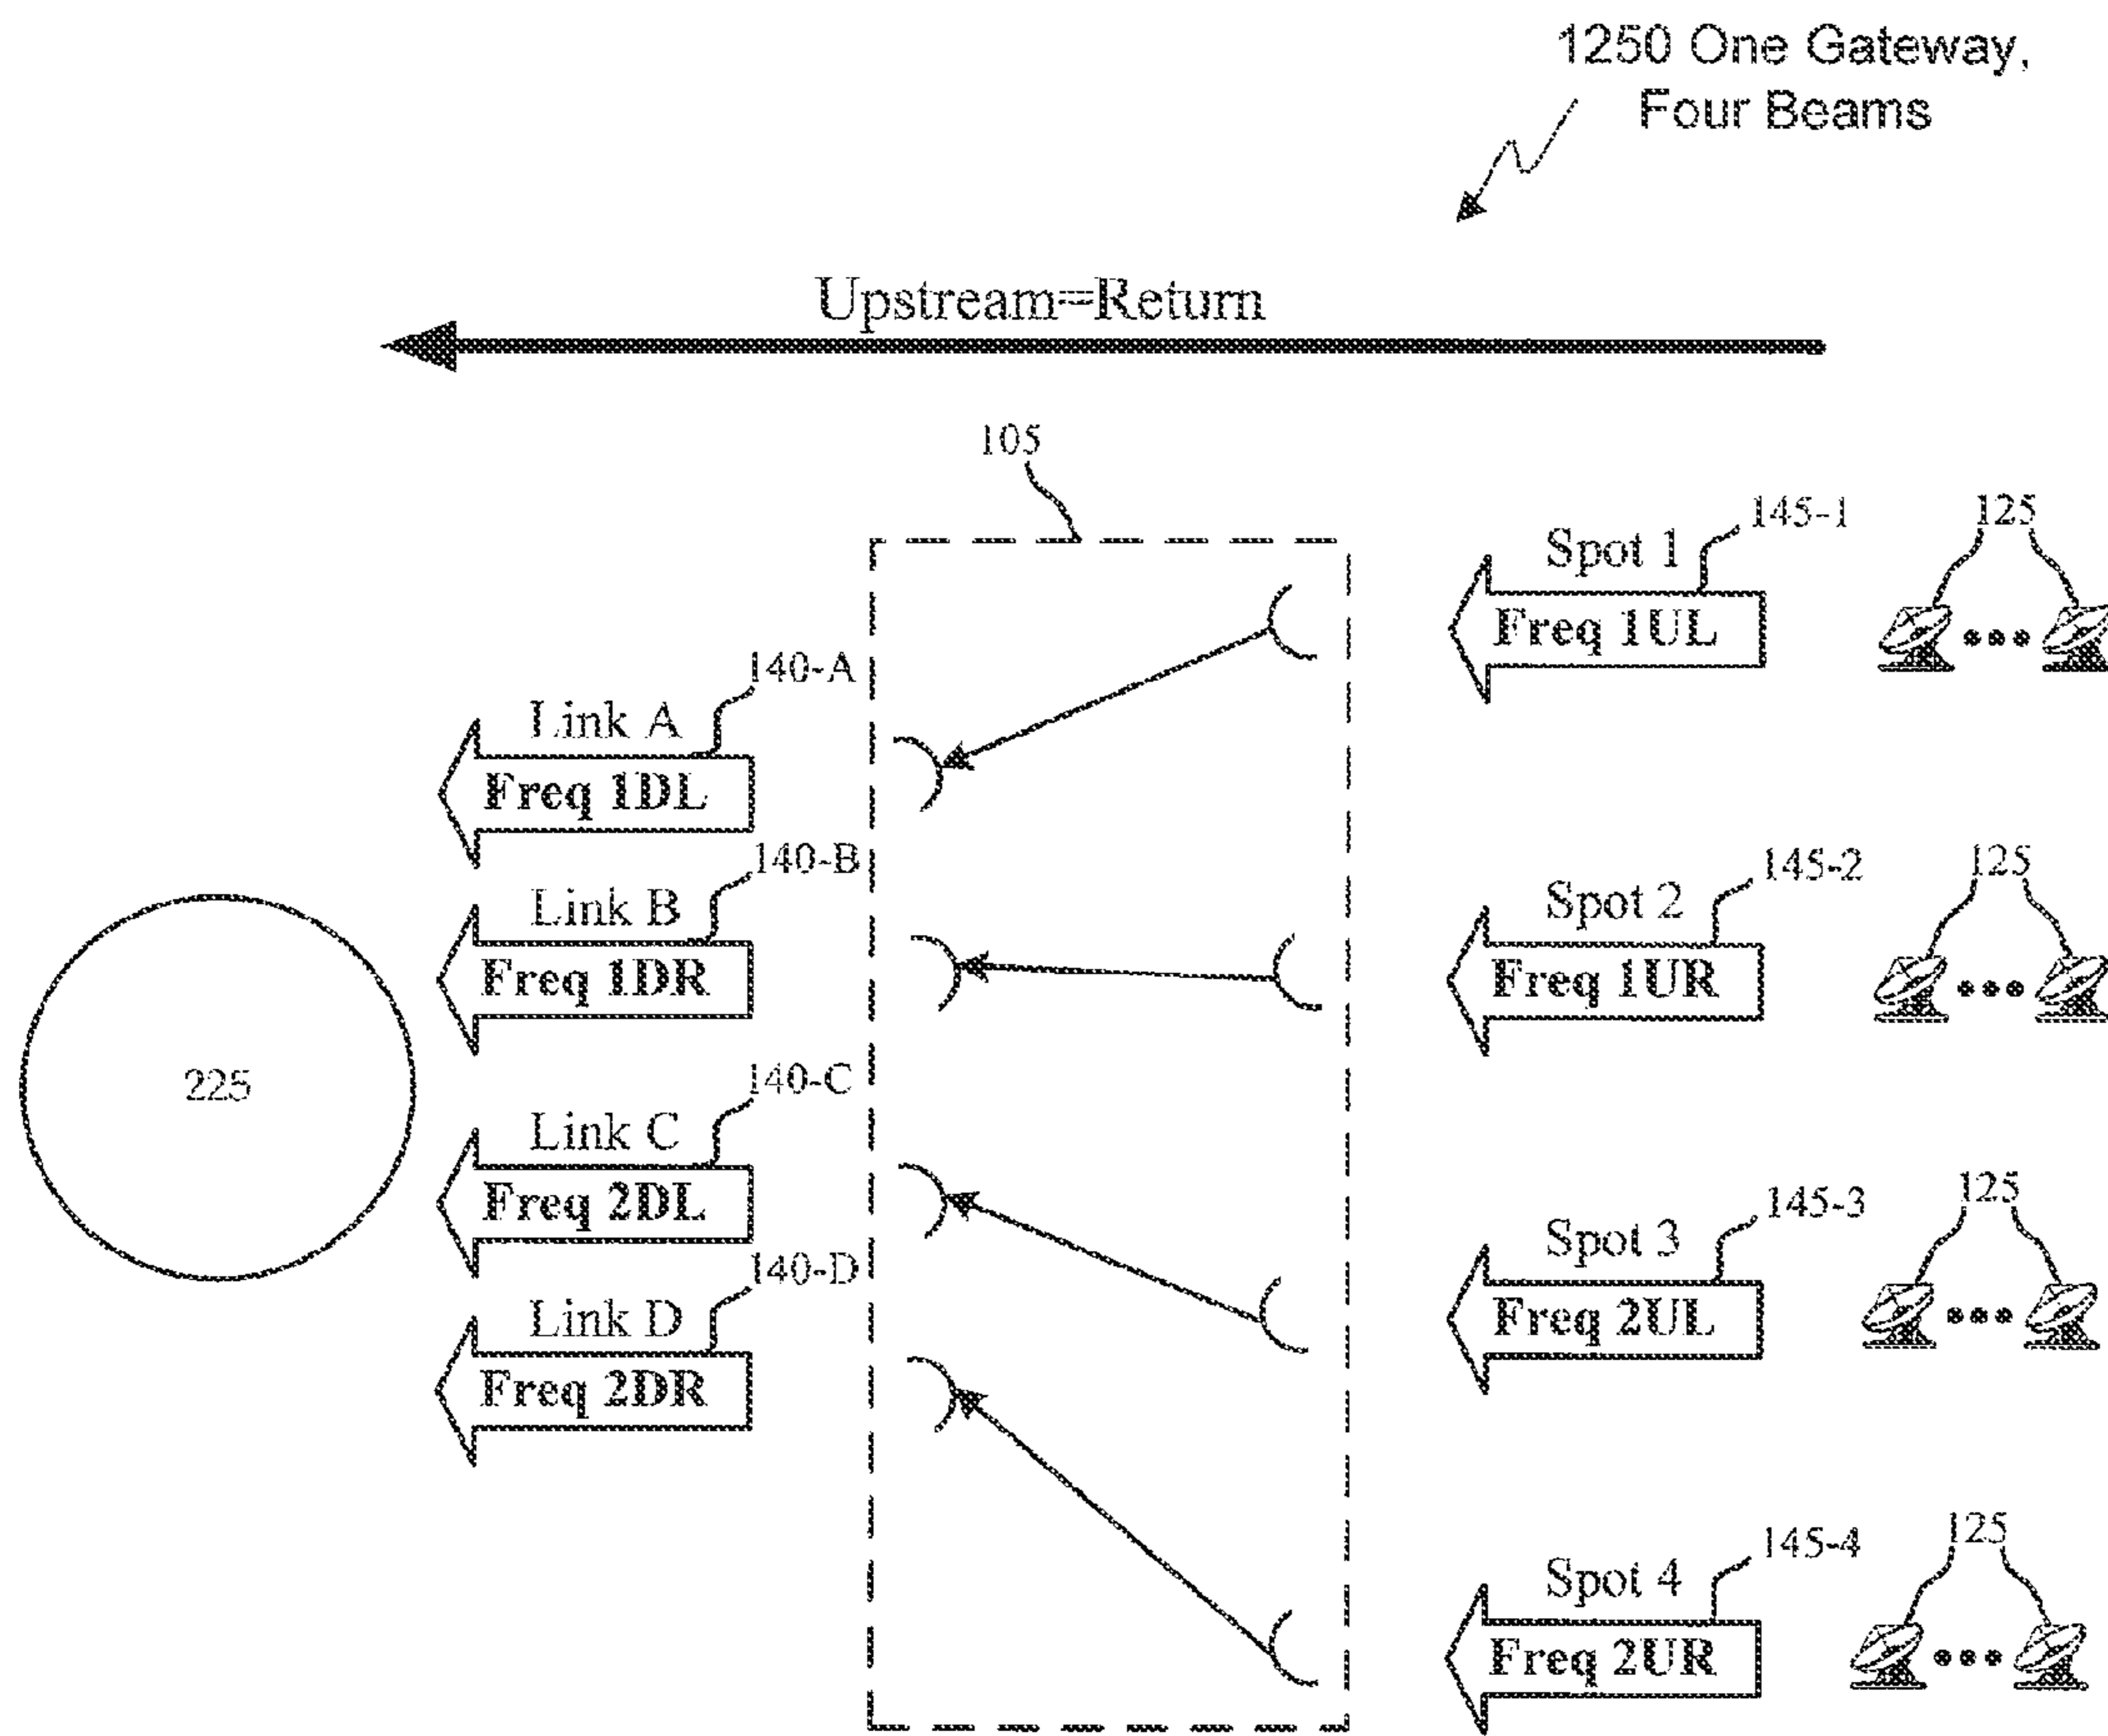 1250 One Gateway,
Four Beams
Upstream=Return
105
Spot 1
145-1
125
Freq 1UL
Link A
140-A
Freq 1DL
Link B
140-B
Freq 1DR
Spot 2
145-2
125
Freq 1UR
225
Link C
140-C
Freq 2DL
Spot 3
145-3
125
Freq 2UL
Link D
140-D
Freq 2DR
Spot 4
145-4
125
Freq 2UR